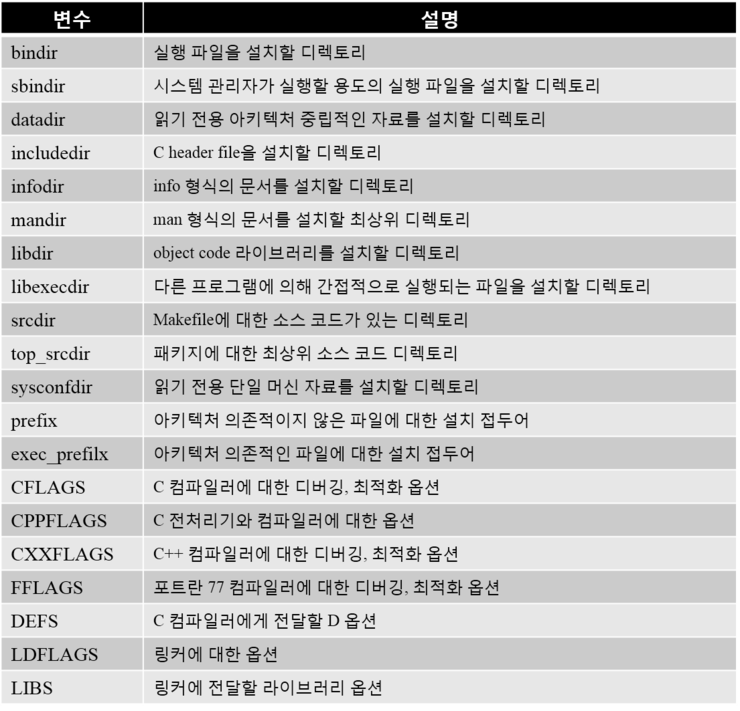 변수 설명
bindir 실행 파일을 설치할 디렉토리
sbindir 시스템 관리자가 실행할 용도의 실행 파일을 설치할 디렉토리
datadir 읽기 전용 아키텍처 중립적인 자료를 설치할 디렉토리
includedir C header file을 설치할 디렉토리
infodir info 형식의 문서를 설치할 디렉토리
mandir man 형식의 문서를 설치할 최상위 디렉토리
libdir object code 라이브러리를 설치할 디렉토리
libexecdir 다른 프로그램에 의해 간접적으로 실행되는 파일을 설치할 디렉토리
srcdir Makefile에 대한 소스 코드가 있는 디렉토리
top_srcdir 패키지에 대한 최상위 소스 코드 디렉토리
sysconfdir 읽기 전용 단일 머신 자료를 설치할 디렉토리
prefix 아키텍처 의존적이지 않은 파일에 대한 설치 접두어
exec_prefilx 아키텍처 의존적인 파일에 대한 설치 접두어
CFLAGS C 컴파일러에 대한 디버깅, 최적화 옵션
CPPFLAGS C 전처리기와 컴파일러에 대한 옵션
CXXFLAGS C++ 컴파일러에 대한 디버깅, 최적화 옵션
FFLAGS 포트란 77 컴파일러에 대한 디버깅, 최적화 옵션
DEFS C 컴파일러에게 전달할 D 옵션
LDFLAGS 링커에 대한 옵션
LIBS 링커에 전달할 라이브러리 옵션